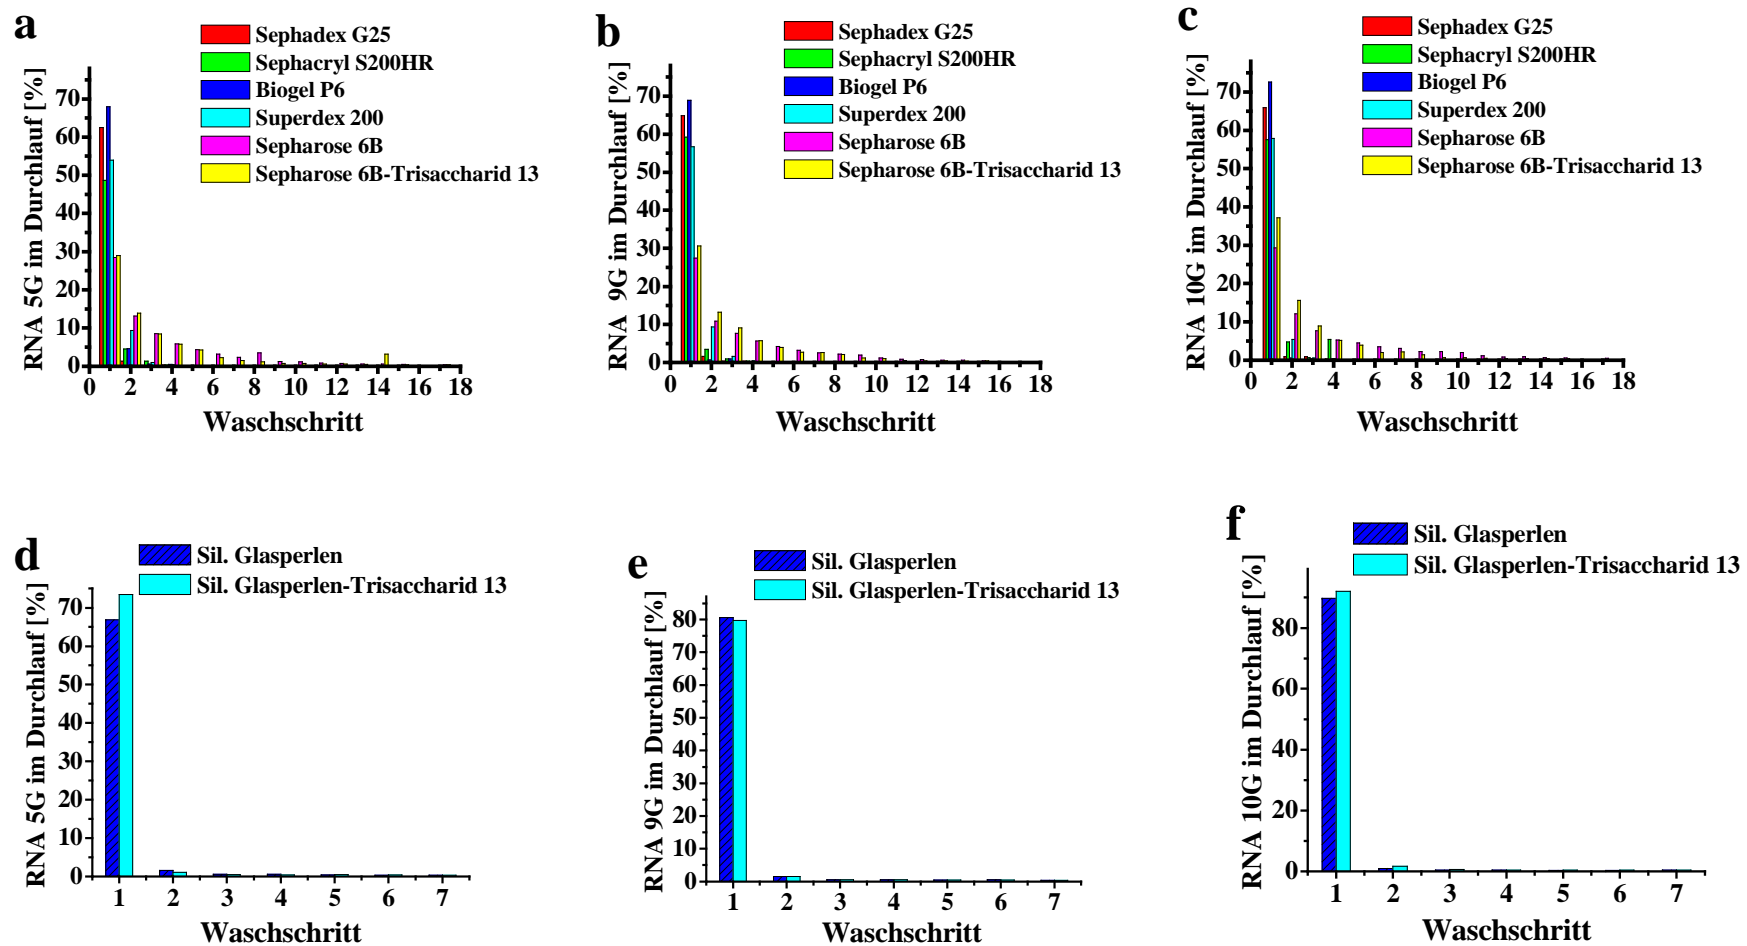 a
Sephadex G25
Sephacryl S200HR
Biogel P6
Superdex 200
Sepharose 6B
Sepharose 6B-Trisaccharid 13
RNA 5G im Durchlauf [%]
70
60
50
40
30
20
10
0
0 2 4 6 8 10 12 14 16 18
Waschschritt
b
Sephadex G25
Sephacryl S200HR
Biogel P6
Superdex 200
Sepharose 6B
Sepharose 6B-Trisaccharid 13
RNA 9G im Durchlauf [%]
70
60
50
40
30
20
10
0
0 2 4 6 8 10 12 14 16 18
Waschschritt
c
Sephadex G25
Sephacryl S200HR
Biogel P6
Superdex 200
Sepharose 6B
Sepharose 6B-Trisaccharid 13
RNA 10G im Durchlauf [%]
70
60
50
40
30
20
10
0
0 2 4 6 8 10 12 14 16 18
Waschschritt
d
Sil. Glasperlen
Sil. Glasperlen-Trisaccharid 13
RNA 5G im Durchlauf [%]
70
60
50
40
30
20
10
0
1 2 3 4 5 6 7
Waschschritt
e
Sil. Glasperlen
Sil. Glasperlen-Trisaccharid 13
RNA 9G im Durchlauf [%]
80
70
60
50
40
30
20
10
0
1 2 3 4 5 6 7
Waschschritt
f
Sil. Glasperlen
Sil. Glasperlen-Trisaccharid 13
RNA 10G im Durchlauf [%]
80
60
40
20
0
1 2 3 4 5 6 7
Waschschritt